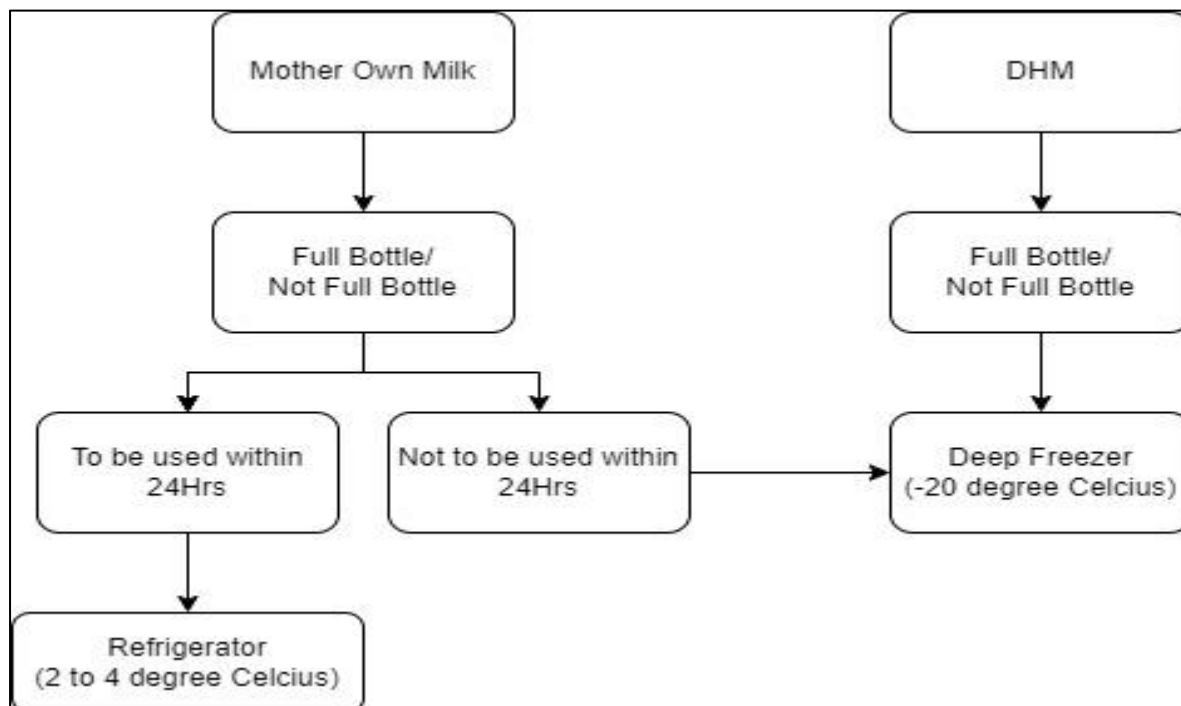 Mother Own Milk
DHM
Full Bottle/
Not Full Bottle
Full Bottle/
Not Full Bottle
To be used within
24Hrs
Not to be used within
24Hrs
Deep Freezer
(-20 degree Celcius)
Refrigerator
(2 to 4 degree Celcius)